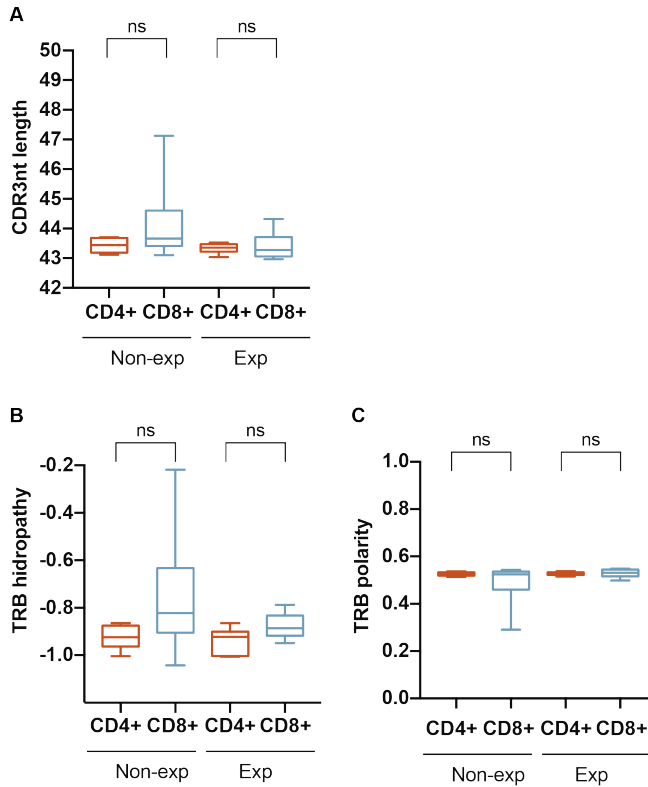 A
ns ns
50
49
48
47
46
45
44
43
42
CDR3nt length
CD4+ CD8+ CD4+ CD8+
Non-exp Exp
B
ns ns
-0.2
-0.4
-0.6
-0.8
-1.0
TRB hidropathy
CD4+ CD8+ CD4+ CD8+
Non-exp Exp
C
ns ns
1.0
0.8
0.6
0.4
0.2
0.0
TRB polarity
CD4+ CD8+ CD4+ CD8+
Non-exp Exp